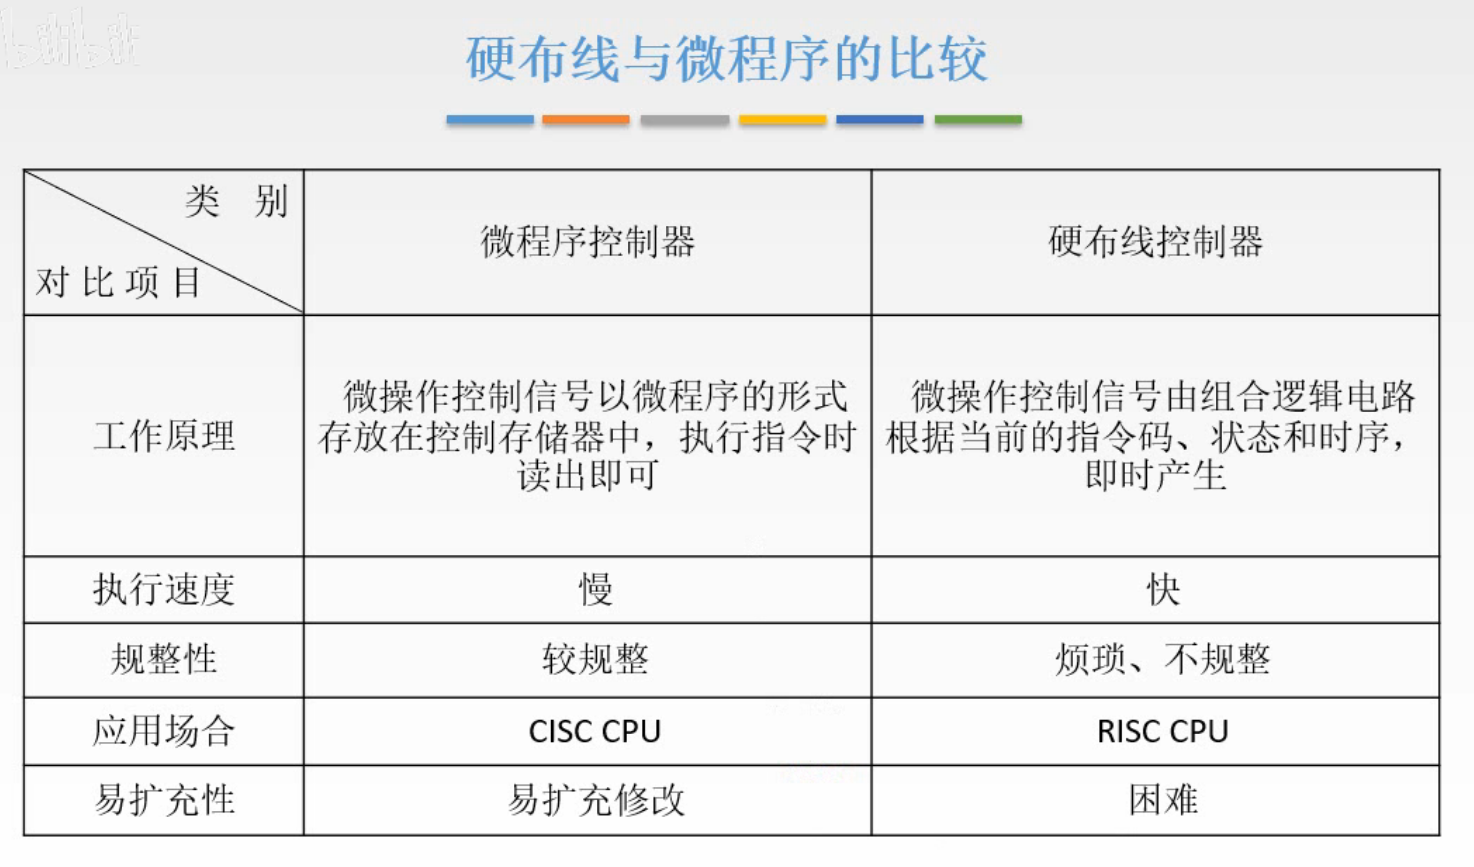 bilibili
硬布线与微程序的比较
类 别
对比项目
微程序控制器
硬布线控制器
工作原理
微操作控制信号以微程序的形式
存放在控制存储器中，执行指令时
读出即可
微操作控制信号由组合逻辑电路
根据当前的指令码、状态和时序，
即时产生
执行速度
慢
快
规整性
较规整
烦琐、不规整
应用场合
CISC CPU
RISC CPU
易扩充性
易扩充修改
困难